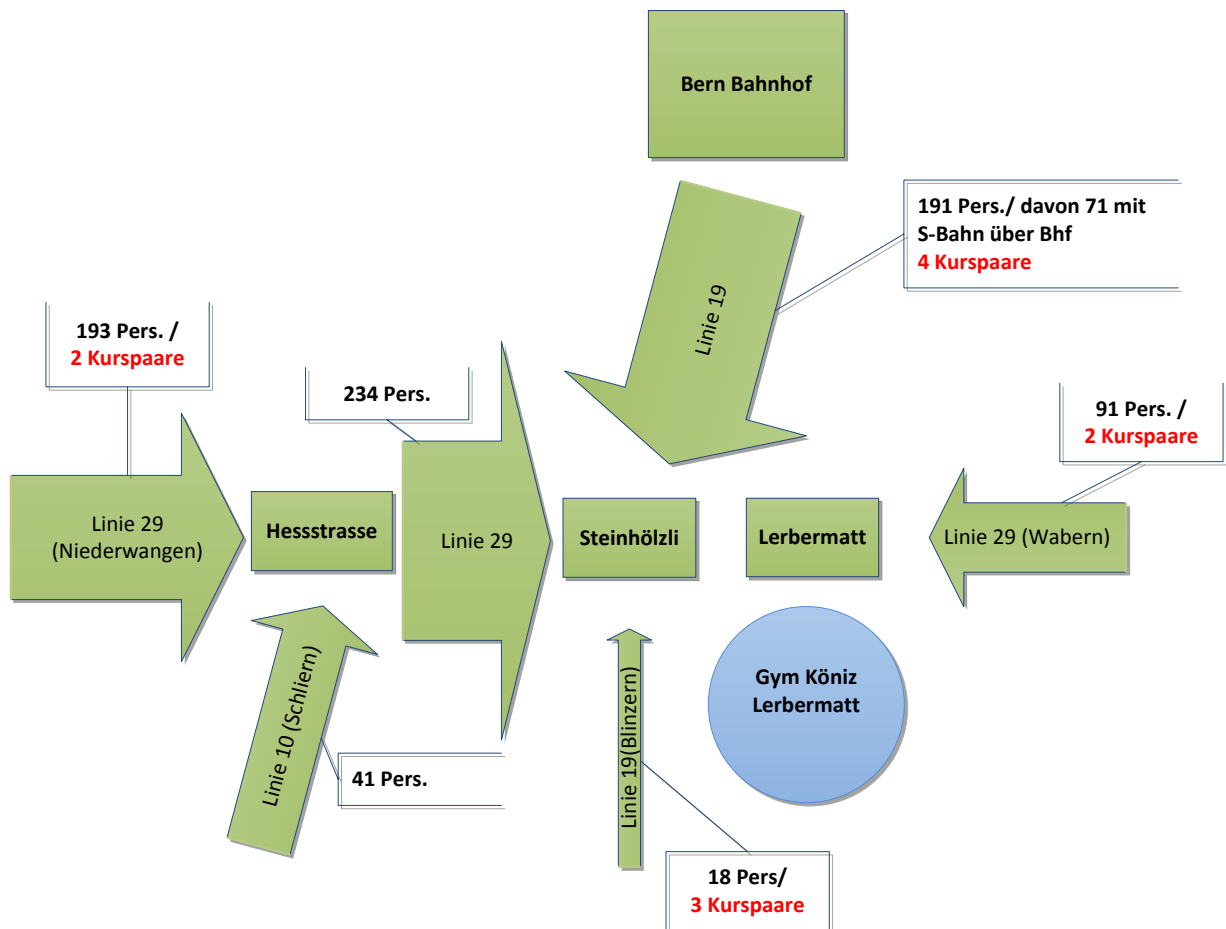 Bern Bahnhof
191 Pers./ davon 71 mit
S-Bahn über Bhf
4 Kurspaare
Linie 19
193 Pers. /
2 Kurspaare
234 Pers.
91 Pers. /
2 Kurspaare
Linie 29
(Niederwangen)
Hessstrasse
Linie 29
Steinhölzli
Lerbermatt
Linie 29 (Wabern)
Linie 10 (Schliern)
41 Pers.
Linie 19(Blinzern)
Gym Köniz
Lerbermatt
18 Pers/
3 Kurspaare